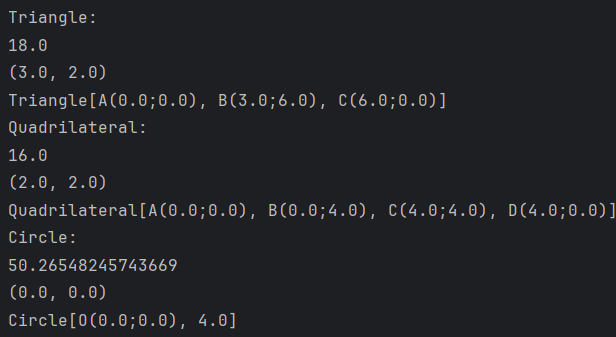 Triangle:
18.0
(3.0, 2.0)
Triangle[A(0.0;0.0), B(3.0;6.0), C(6.0;0.0)]
Quadrilateral:
16.0
(2.0, 2.0)
Quadrilateral[A(0.0;0.0), B(0.0;4.0), C(4.0;4.0), D(4.0;0.0)]
Circle:
50.26548245743669
(0.0, 0.0)
Circle[O(0.0;0.0), 4.0]